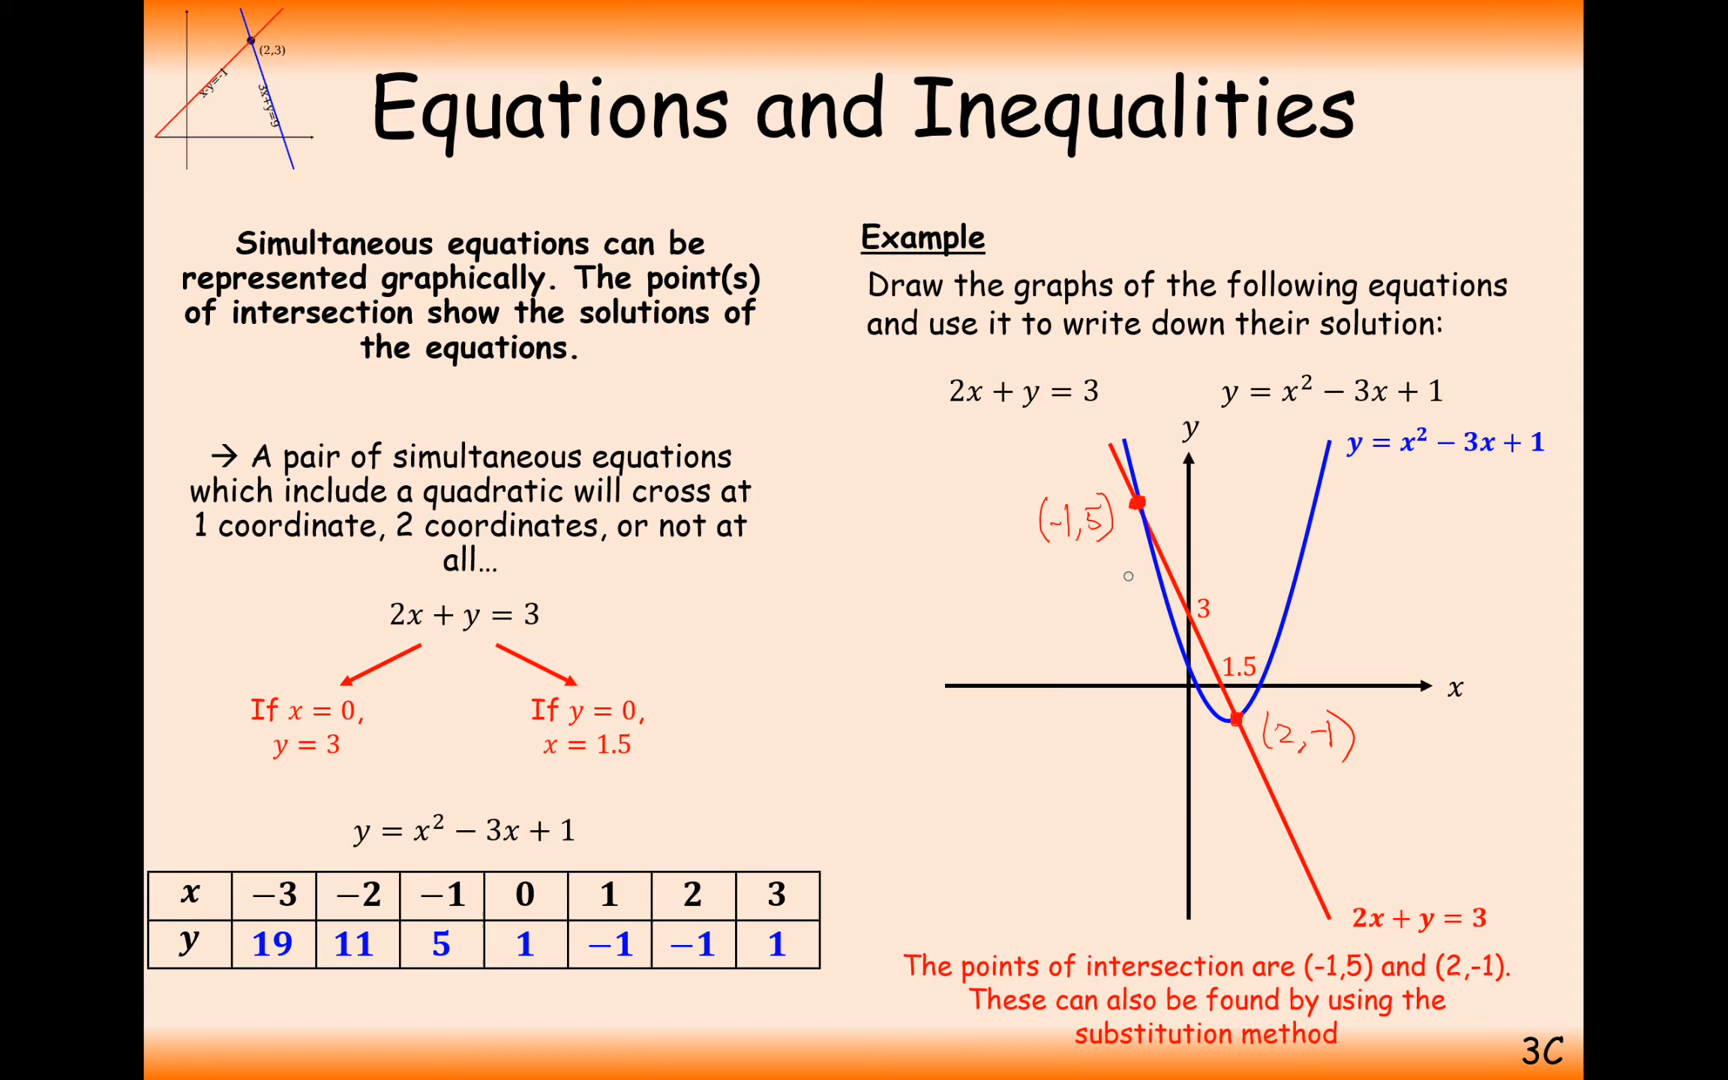 (2,3)
x-y=-1
3x+y=9
Equations and Inequalities
Simultaneous equations can be
represented graphically. The point(s)
of intersection show the solutions of
the equations.
→ A pair of simultaneous equations
which include a quadratic will cross at
1 coordinate, 2 coordinates, or not at
all…
2x + y = 3
If x = 0,
y = 3
If y = 0,
x = 1.5
y = x² − 3x + 1
x −3 −2 −1 0 1 2 3
y 19 11 5 1 −1 −1 1
Example
Draw the graphs of the following equations
and use it to write down their solution:
2x + y = 3 y = x² − 3x + 1
y
y = x² − 3x + 1
(-1,5)
3
1.5
x
(2,-1)
2x + y = 3
The points of intersection are (-1,5) and (2,-1).
These can also be found by using the
substitution method
3C